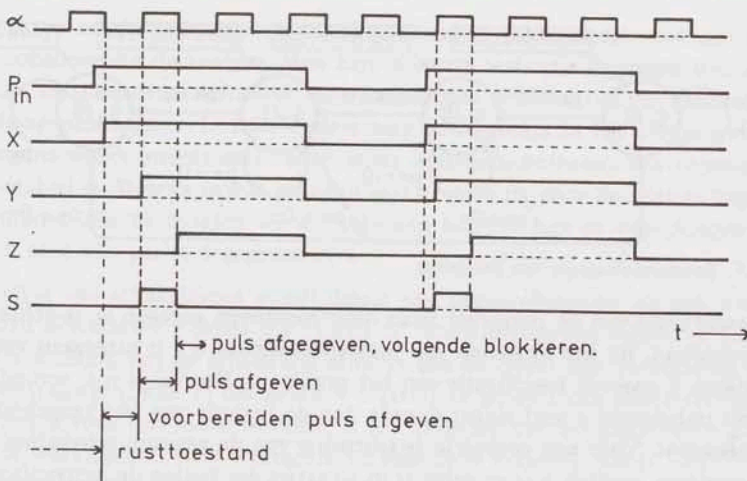 α
P in
X
Y
Z
S
t
puls afgegeven, volgende blokkeren.
puls afgeven
voorbereiden puls afgeven
rusttoestand